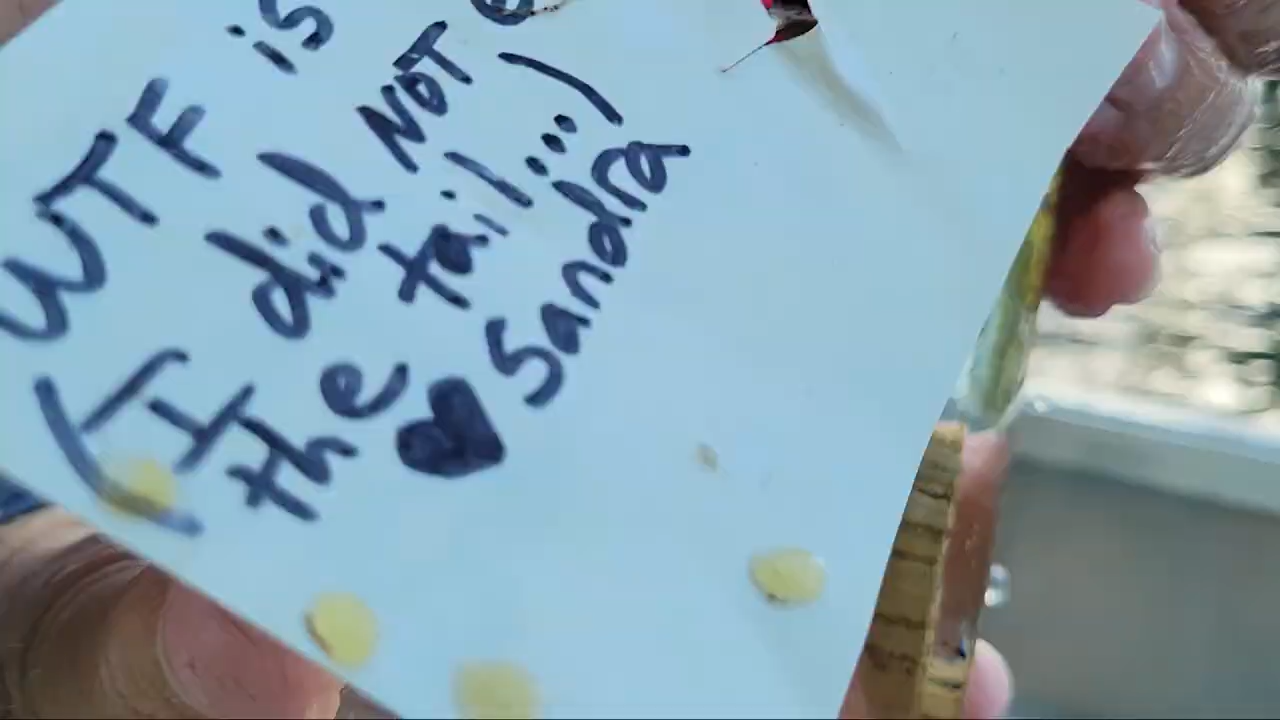 WTF is
(I did NOT e
the tail...)
♥ Sandra